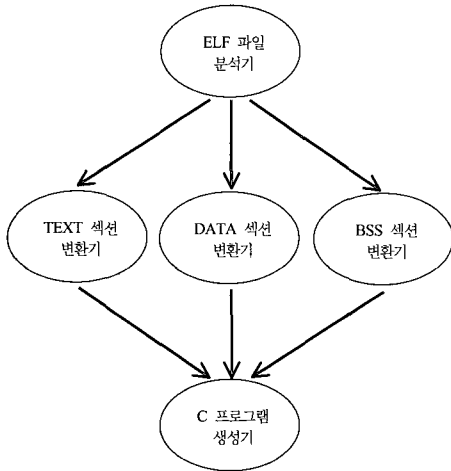 ELF 파일
분석기
TEXT 섹션
변환기
DATA 섹션
변환기
BSS 섹션
변환기
C 프로그램
생성기